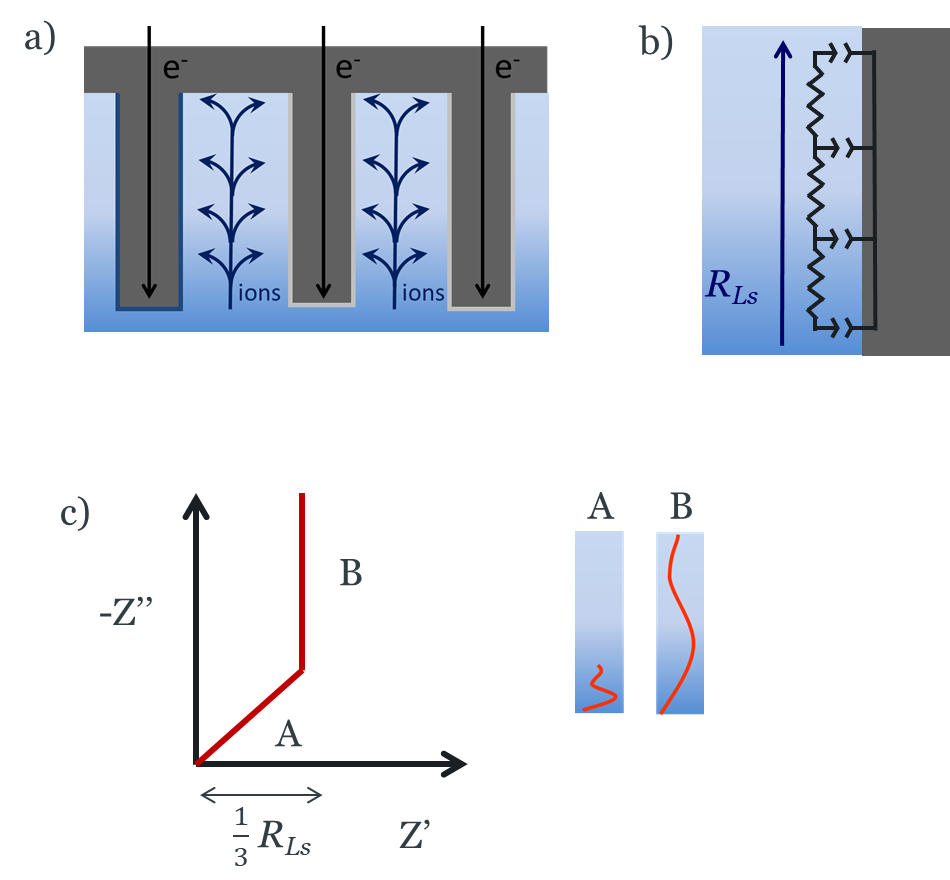 a)
b)
e⁻ e⁻ e⁻
ions ions
R_Ls
c)
A B
-Z”
B
A
1/3 R_Ls
Z’